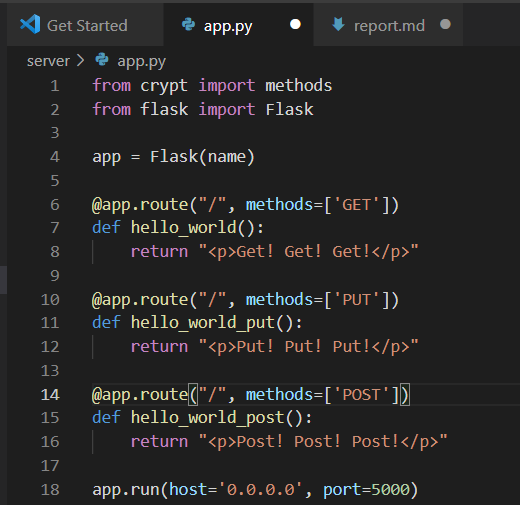 Get Started app.py report.md
server > app.py
1 from crypt import methods
2 from flask import Flask
3
4 app = Flask(name)
5
6 @app.route("/", methods=['GET'])
7 def hello_world():
8     return "<p>Get! Get! Get!</p>"
9
10 @app.route("/", methods=['PUT'])
11 def hello_world_put():
12     return "<p>Put! Put! Put!</p>"
13
14 @app.route("/", methods=['POST'])
15 def hello_world_post():
16     return "<p>Post! Post! Post!</p>"
17
18 app.run(host='0.0.0.0', port=5000)